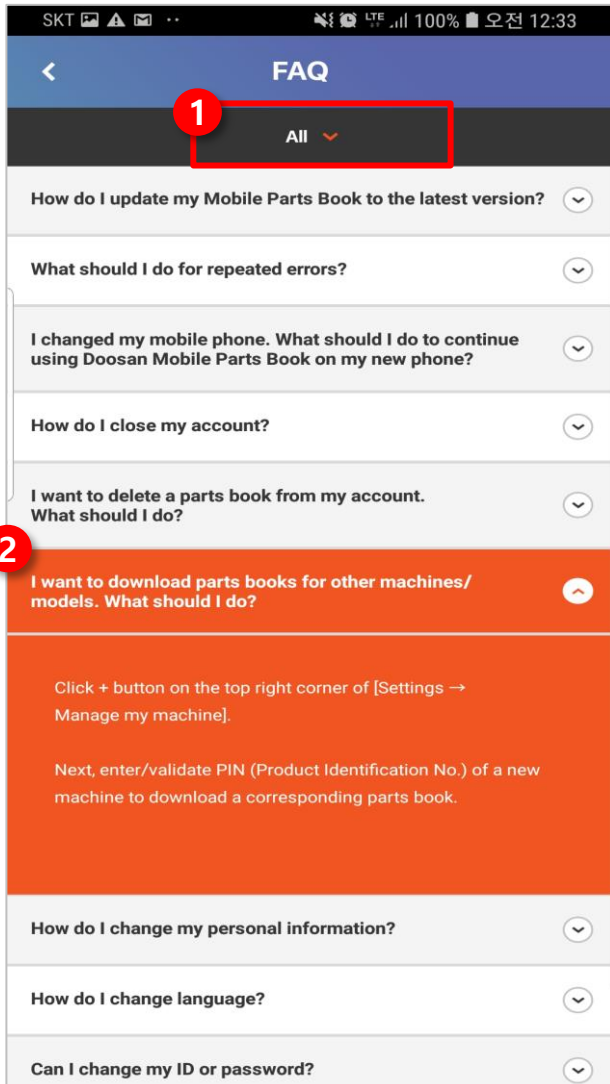 SKT ·· LTE 100% 오전 12:33
FAQ
1
All
How do I update my Mobile Parts Book to the latest version?
What should I do for repeated errors?
I changed my mobile phone. What should I do to continue
using Doosan Mobile Parts Book on my new phone?
How do I close my account?
I want to delete a parts book from my account.
What should I do?
2
I want to download parts books for other machines/
models. What should I do?
Click + button on the top right corner of [Settings →
Manage my machine].
Next, enter/validate PIN (Product Identification No.) of a new
machine to download a corresponding parts book.
How do I change my personal information?
How do I change language?
Can I change my ID or password?